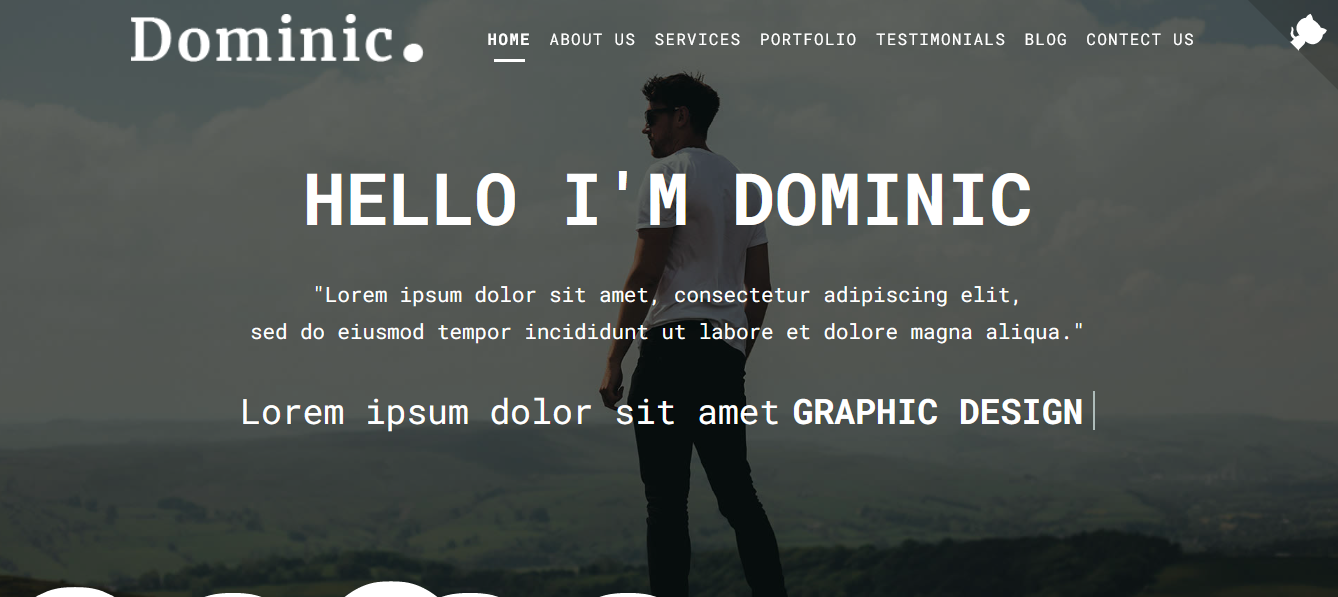 Dominic.
HOME ABOUT US SERVICES PORTFOLIO TESTIMONIALS BLOG CONTACT US
HELLO I'M DOMINIC
"Lorem ipsum dolor sit amet, consectetur adipiscing elit,
sed do eiusmod tempor incididunt ut labore et dolore magna aliqua."
Lorem ipsum dolor sit amet GRAPHIC DESIGN